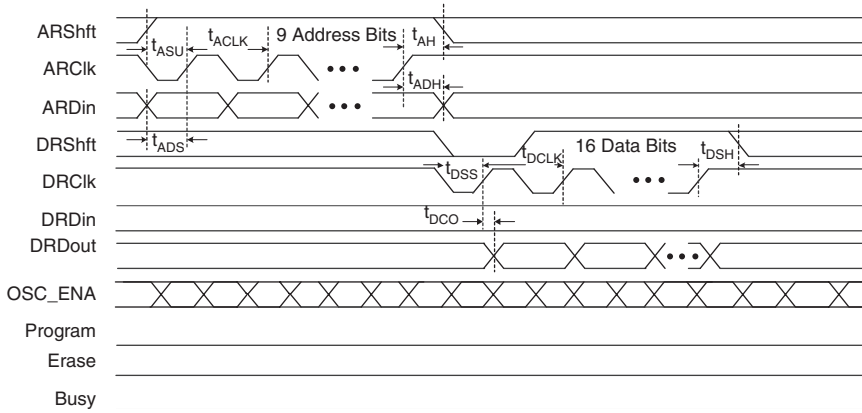 ARShft
tASU
tACLK
9 Address Bits
tAH
ARClk
tADH
ARDin
tADS
DRShft
16 Data Bits
tDCLK
tDSS
tDSH
DRClk
DRDin
tDCO
DRDout
OSC_ENA
Program
Erase
Busy